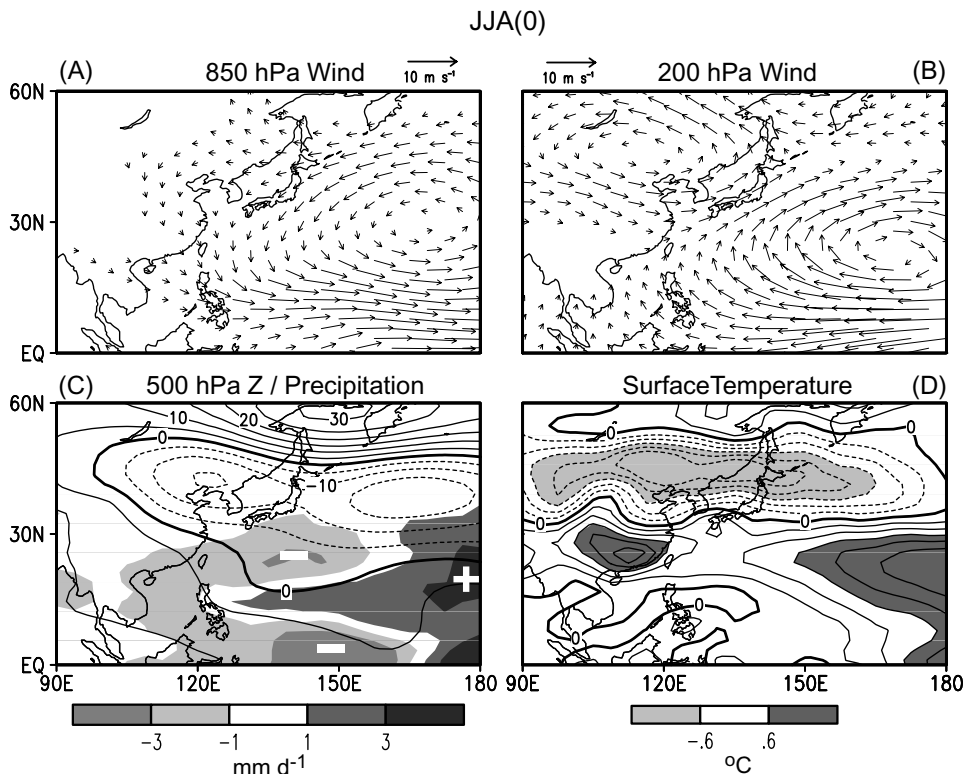 JJA(0)
(A) 850 hPa Wind 10 m s⁻¹
10 m s⁻¹ 200 hPa Wind (B)
60N
30N
EQ
(C) 500 hPa Z / Precipitation
SurfaceTemperature (D)
60N
30N
EQ
10 20 30
0
-10
0
0
0
0
0
0
0
90E 120E 150E 180
90E 120E 150E 180
-3 -1 1 3
mm d⁻¹
-.6 .6
°C